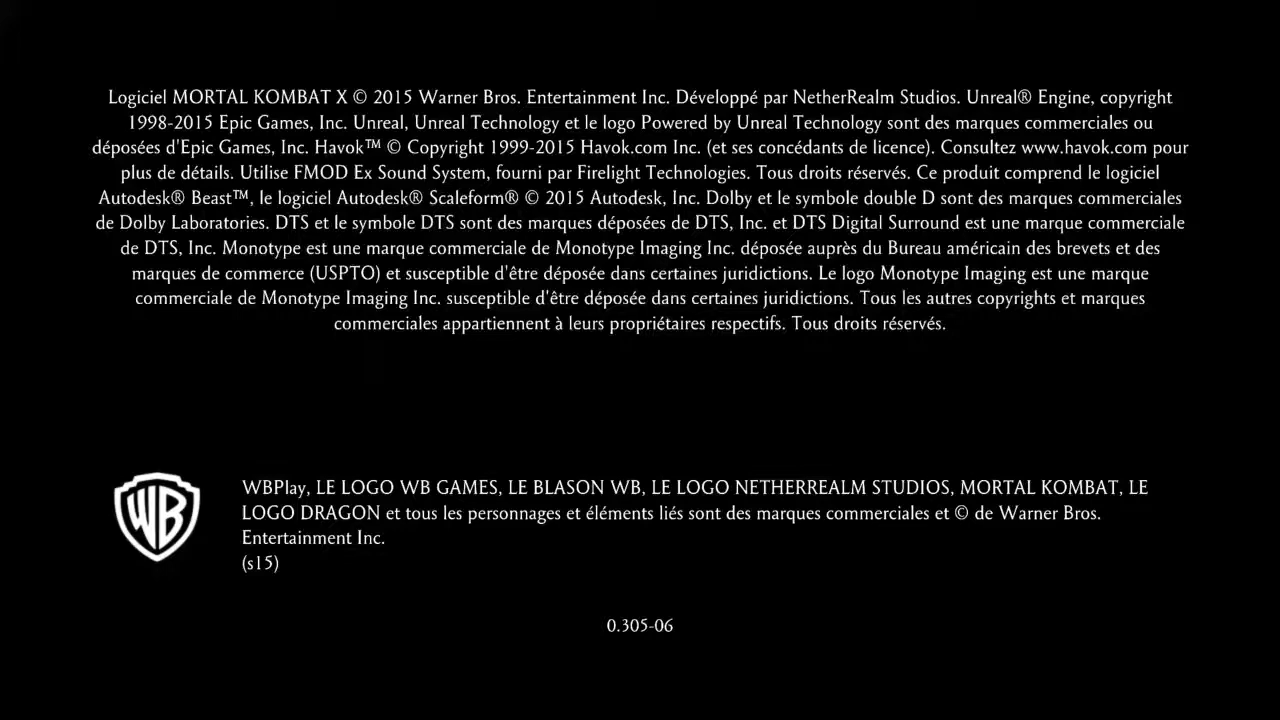 Logiciel MORTAL KOMBAT X © 2015 Warner Bros. Entertainment Inc. Développé par NetherRealm Studios. Unreal® Engine, copyright
1998-2015 Epic Games, Inc. Unreal, Unreal Technology et le logo Powered by Unreal Technology sont des marques commerciales ou
déposées d'Epic Games, Inc. Havok™ © Copyright 1999-2015 Havok.com Inc. (et ses concédants de licence). Consultez www.havok.com pour
plus de détails. Utilise FMOD Ex Sound System, fourni par Firelight Technologies. Tous droits réservés. Ce produit comprend le logiciel
Autodesk® Beast™, le logiciel Autodesk® Scaleform® © 2015 Autodesk, Inc. Dolby et le symbole double D sont des marques commerciales
de Dolby Laboratories. DTS et le symbole DTS sont des marques déposées de DTS, Inc. et DTS Digital Surround est une marque commerciale
de DTS, Inc. Monotype est une marque commerciale de Monotype Imaging Inc. déposée auprès du Bureau américain des brevets et des
marques de commerce (USPTO) et susceptible d'être déposée dans certaines juridictions. Le logo Monotype Imaging est une marque
commerciale de Monotype Imaging Inc. susceptible d'être déposée dans certaines juridictions. Tous les autres copyrights et marques
commerciales appartiennent à leurs propriétaires respectifs. Tous droits réservés.
WB
WBPlay, LE LOGO WB GAMES, LE BLASON WB, LE LOGO NETHERREALM STUDIOS, MORTAL KOMBAT, LE
LOGO DRAGON et tous les personnages et éléments liés sont des marques commerciales et © de Warner Bros.
Entertainment Inc.
(s15)
0.305-06